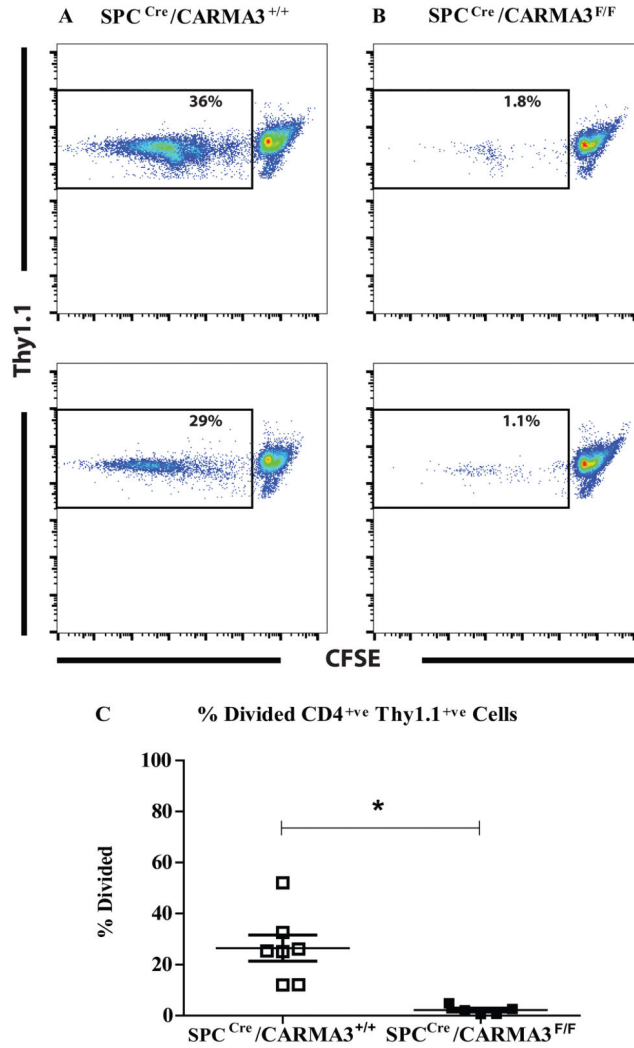 A SPC Cre/CARMA3 +/+ B SPC Cre/CARMA3 F/F
36% 1.8%
Thy1.1
29% 1.1%
CFSE
C % Divided CD4+ve Thy1.1+ve Cells
100
*
80
60
% Divided
40
20
0
SPC Cre/CARMA3+/+ SPC Cre/CARMA3 F/F